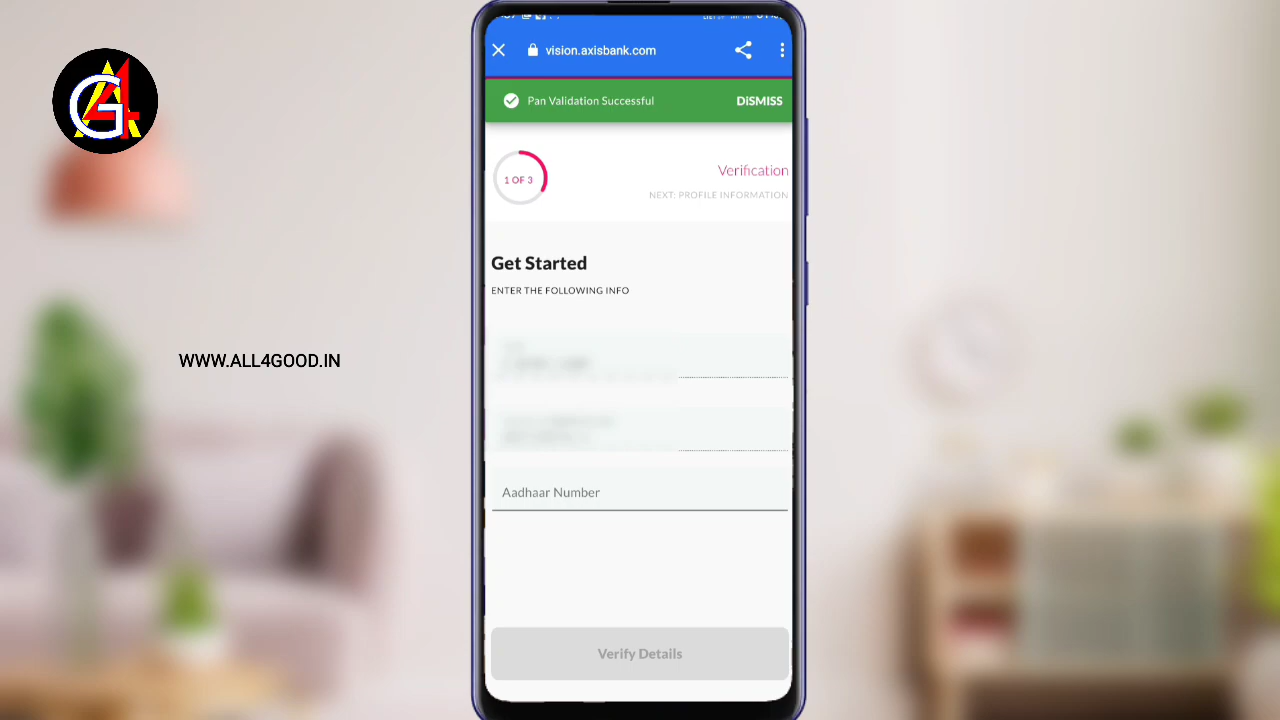 vision.axisbank.com
Pan Validation Successful
DISMISS
1 OF 3
Verification
NEXT: PROFILE INFORMATION
Get Started
ENTER THE FOLLOWING INFO
WWW.ALL4GOOD.IN
Aadhaar Number
Verify Details